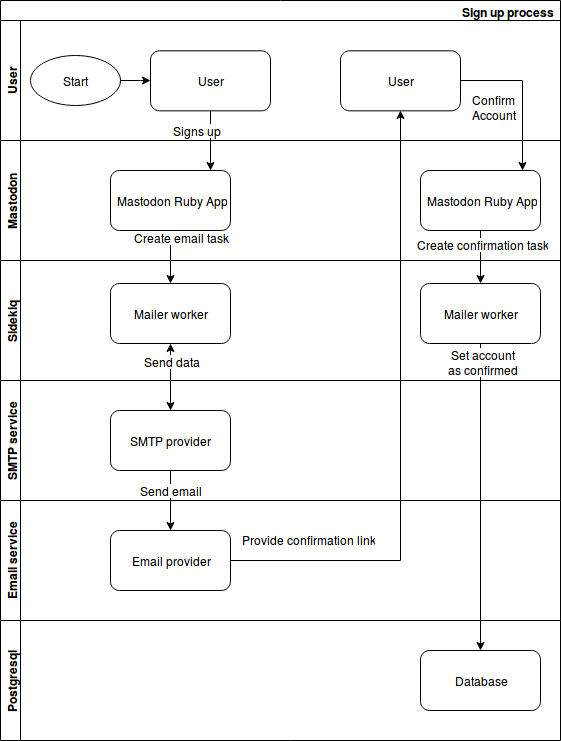 Sign up process
User
Start
User
User
Confirm
Account
Signs up
Mastodon
Mastodon Ruby App
Mastodon Ruby App
Create email task
Create confirmation task
Sidekiq
Mailer worker
Mailer worker
Send data
Set account
as confirmed
SMTP service
SMTP provider
Send email
Email service
Email provider
Provide confirmation link
Postgresql
Database